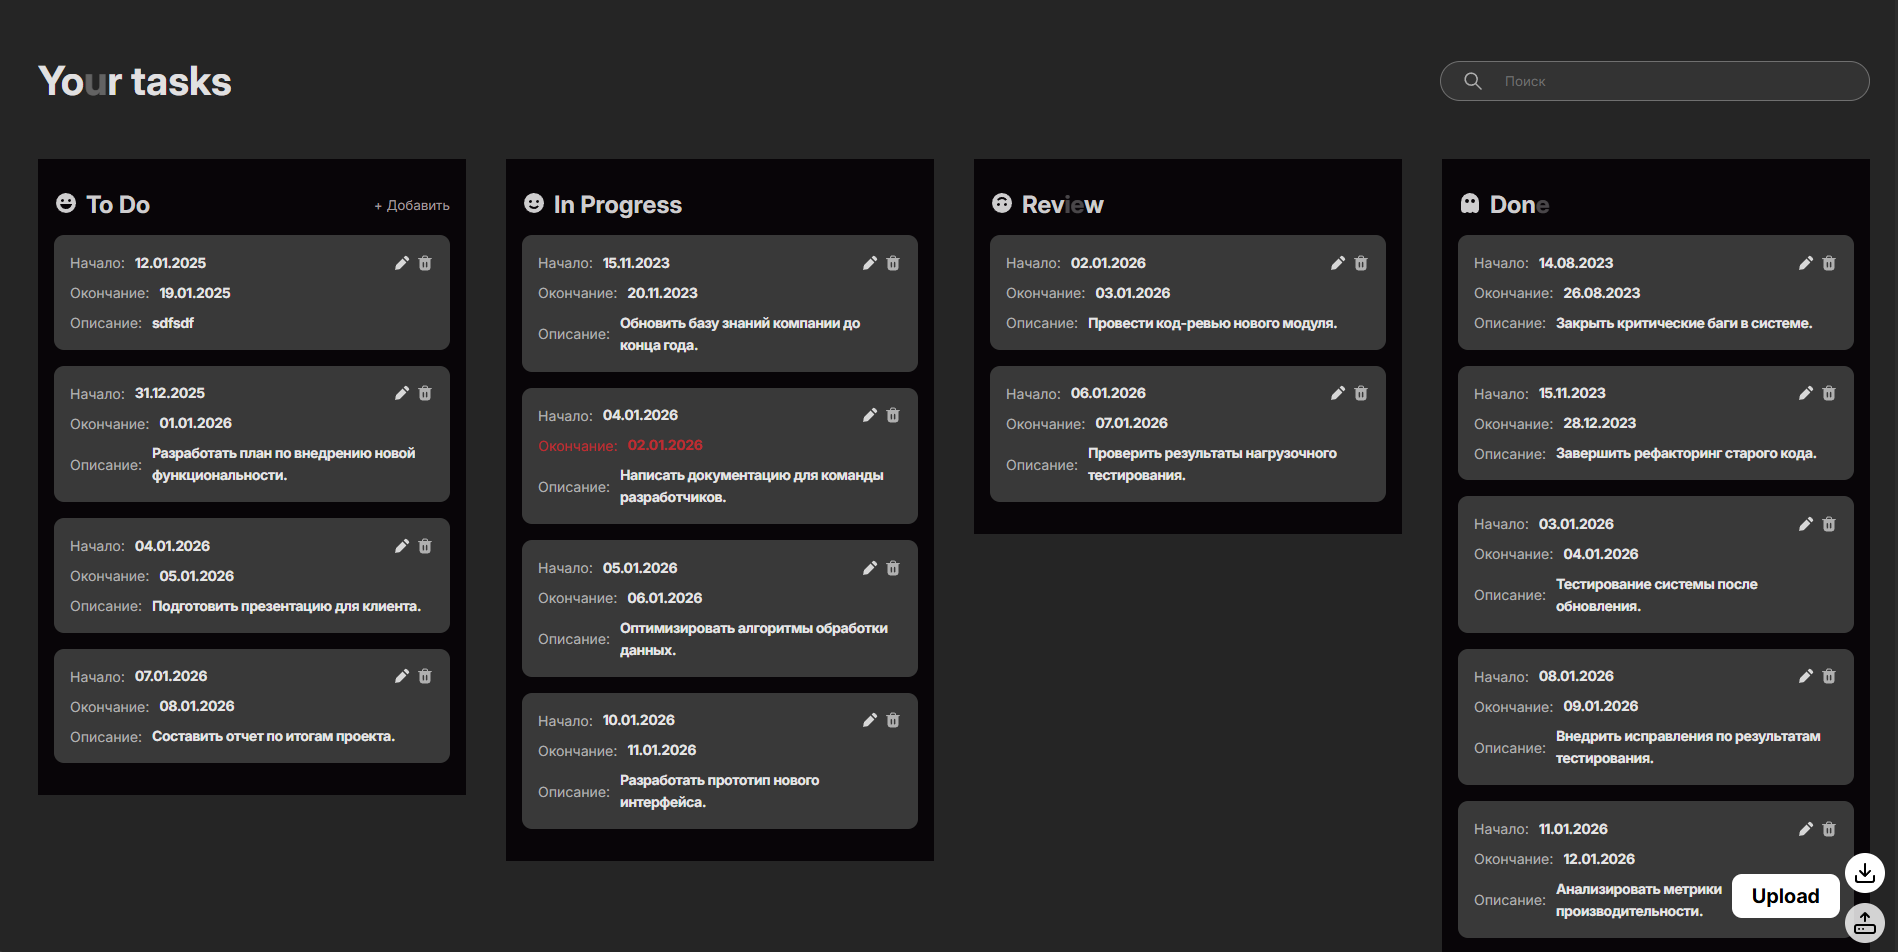 Your tasks
Поиск
To Do
+ Добавить
Начало: 12.01.2025
Окончание: 19.01.2025
Описание: sdfsdf
Начало: 31.12.2025
Окончание: 01.01.2026
Описание: Разработать план по внедрению новой
функциональности.
Начало: 04.01.2026
Окончание: 05.01.2026
Описание: Подготовить презентацию для клиента.
Начало: 07.01.2026
Окончание: 08.01.2026
Описание: Составить отчет по итогам проекта.
In Progress
Начало: 15.11.2023
Окончание: 20.11.2023
Описание: Обновить базу знаний компании до
конца года.
Начало: 04.01.2026
Окончание: 02.01.2026
Описание: Написать документацию для команды
разработчиков.
Начало: 05.01.2026
Окончание: 06.01.2026
Описание: Оптимизировать алгоритмы обработки
данных.
Начало: 10.01.2026
Окончание: 11.01.2026
Описание: Разработать прототип нового
интерфейса.
Review
Начало: 02.01.2026
Окончание: 03.01.2026
Описание: Провести код-ревью нового модуля.
Начало: 06.01.2026
Окончание: 07.01.2026
Описание: Проверить результаты нагрузочного
тестирования.
Done
Начало: 14.08.2023
Окончание: 26.08.2023
Описание: Закрыть критические баги в системе.
Начало: 15.11.2023
Окончание: 28.12.2023
Описание: Завершить рефакторинг старого кода.
Начало: 03.01.2026
Окончание: 04.01.2026
Описание: Тестирование системы после
обновления.
Начало: 08.01.2026
Окончание: 09.01.2026
Описание: Внедрить исправления по результатам
тестирования.
Начало: 11.01.2026
Окончание: 12.01.2026
Описание: Анализировать метрики
производительности.
Upload